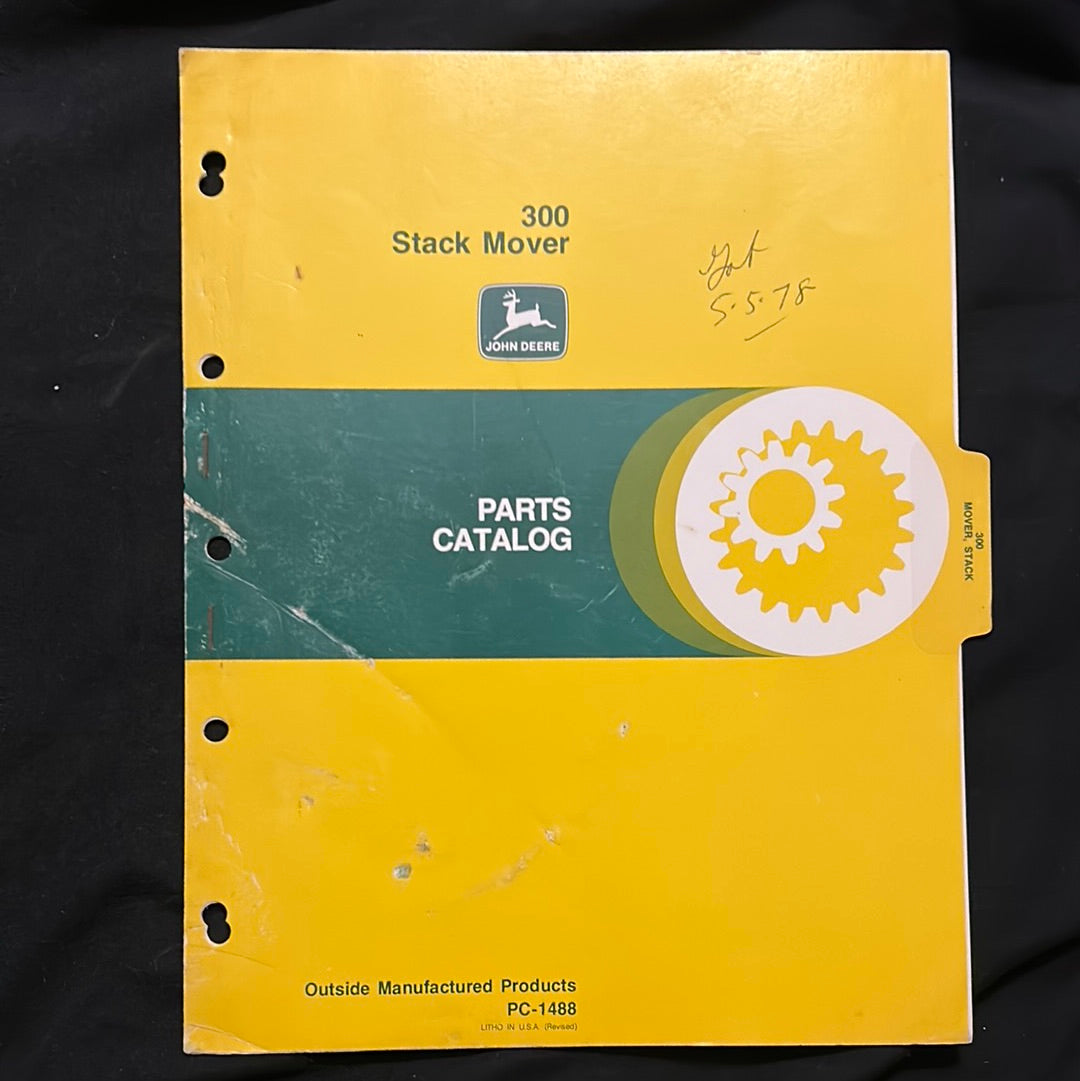 300
Stack Mover
JOHN DEERE
Got
5.5.78
PARTS
CATALOG
300
MOVER, STACK
Outside Manufactured Products
PC-1488
LITHO IN U.S.A. (Revised)